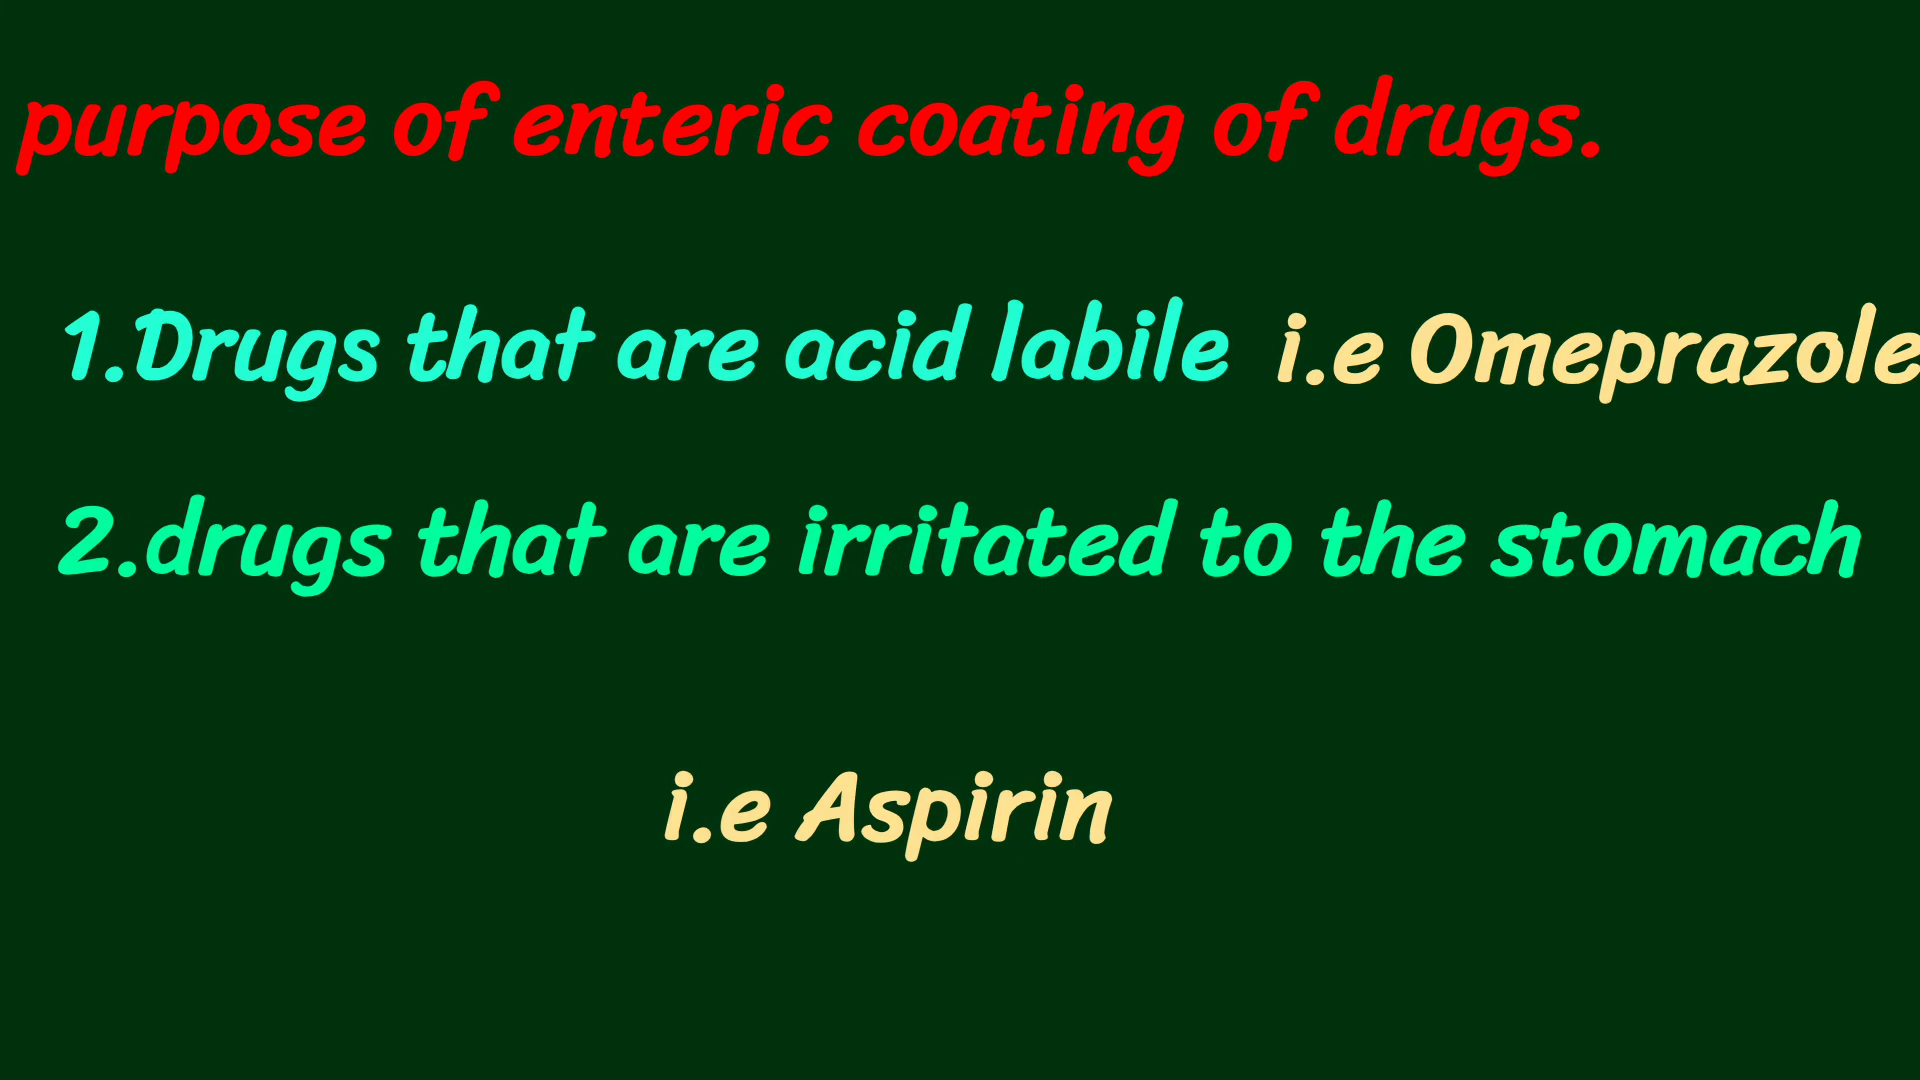 purpose of enteric coating of drugs.
1.Drugs that are acid labile i.e Omeprazole
2.drugs that are irritated to the stomach
i.e Aspirin